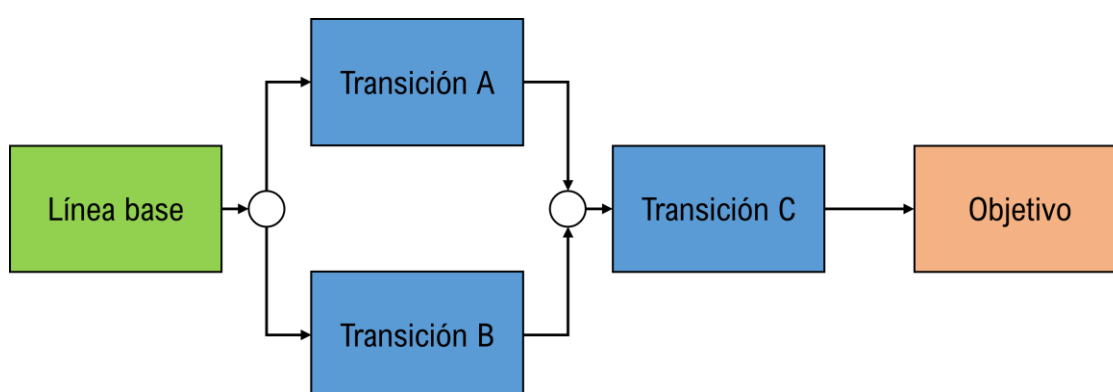 Transición A
Línea base
Transición C
Objetivo
Transición B